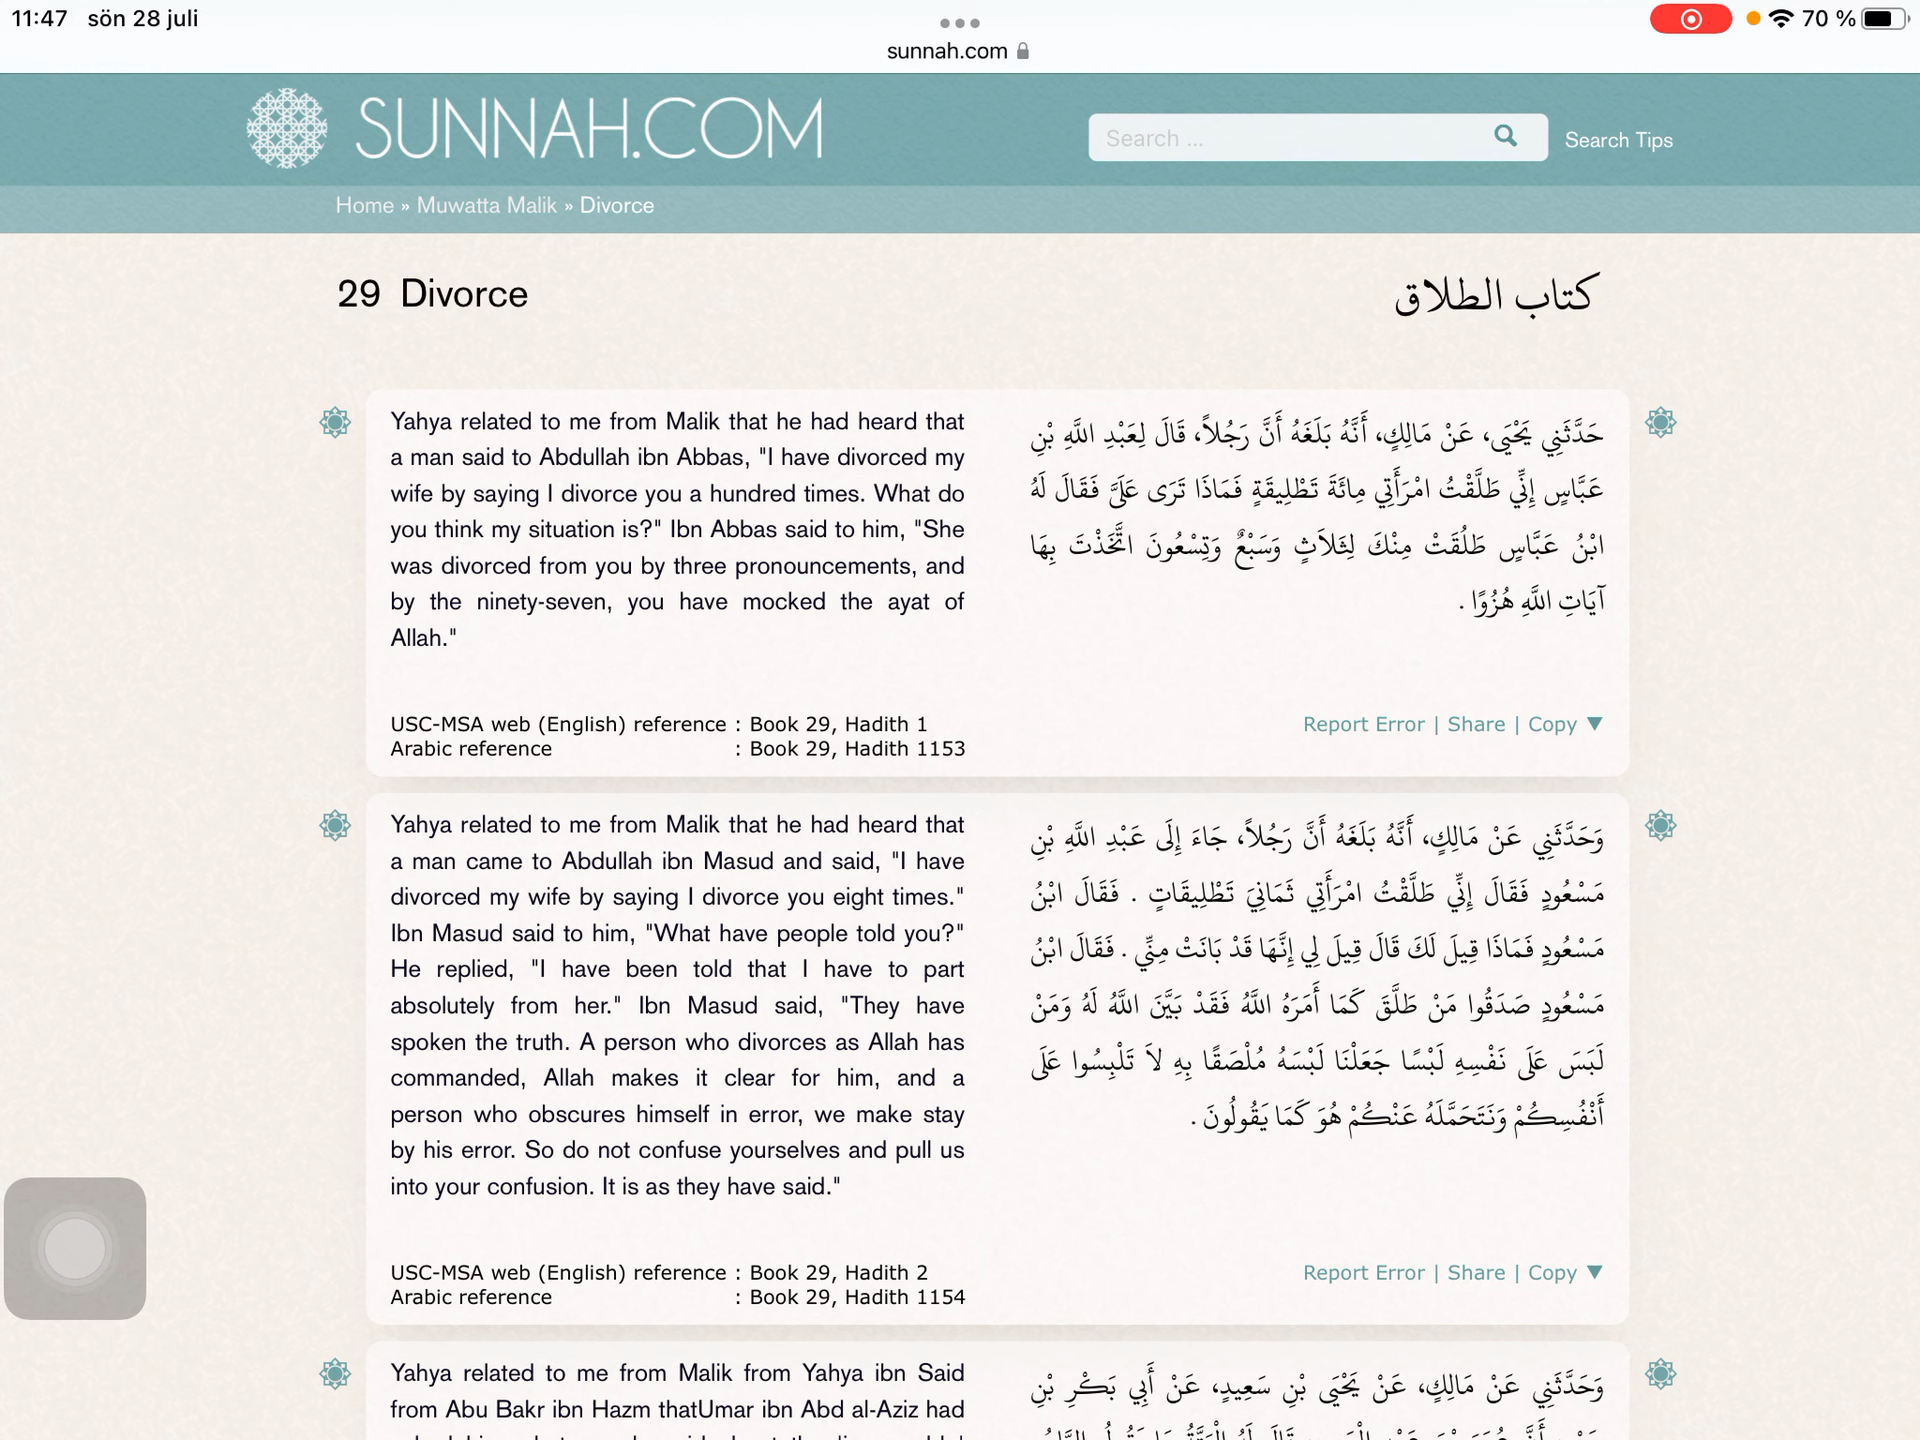 11:47 sön 28 juli
70 %
sunnah.com
SUNNAH.COM
Search ...
Search Tips
Home » Muwatta Malik » Divorce
29 Divorce
كتاب الطلاق
Yahya related to me from Malik that he had heard that
a man said to Abdullah ibn Abbas, "I have divorced my
wife by saying I divorce you a hundred times. What do
you think my situation is?" Ibn Abbas said to him, "She
was divorced from you by three pronouncements, and
by the ninety-seven, you have mocked the ayat of
Allah."
حَدَّثَنِي يَحْيَى، عَنْ مَالِكٍ، أَنَّهُ بَلَغَهُ أَنَّ رَجُلاً، قَالَ لِعَبْدِ اللَّهِ بْنِ
عَبَّاسٍ إِنِّي طَلَّقْتُ امْرَأَتِي مِائَةَ تَطْلِيقَةٍ فَمَاذَا تَرَى عَلَىَّ فَقَالَ لَهُ
ابْنُ عَبَّاسٍ طَلُقَتْ مِنْكَ لِثَلاَثٍ وَسَبْعٌ وَتِسْعُونَ اتَّخَذْتَ بِهَا
آيَاتِ اللَّهِ هُزُوًا .
USC-MSA web (English) reference : Book 29, Hadith 1
Arabic reference : Book 29, Hadith 1153
Report Error | Share | Copy ▼
Yahya related to me from Malik that he had heard that
a man came to Abdullah ibn Masud and said, "I have
divorced my wife by saying I divorce you eight times."
Ibn Masud said to him, "What have people told you?"
He replied, "I have been told that I have to part
absolutely from her." Ibn Masud said, "They have
spoken the truth. A person who divorces as Allah has
commanded, Allah makes it clear for him, and a
person who obscures himself in error, we make stay
by his error. So do not confuse yourselves and pull us
into your confusion. It is as they have said."
وَحَدَّثَنِي عَنْ مَالِكٍ، أَنَّهُ بَلَغَهُ أَنَّ رَجُلاً، جَاءَ إِلَى عَبْدِ اللَّهِ بْنِ
مَسْعُودٍ فَقَالَ إِنِّي طَلَّقْتُ امْرَأَتِي ثَمَانِيَ تَطْلِيقَاتٍ . فَقَالَ ابْنُ
مَسْعُودٍ فَمَاذَا قِيلَ لَكَ قَالَ قِيلَ لِي إِنَّهَا قَدْ بَانَتْ مِنِّي . فَقَالَ ابْنُ
مَسْعُودٍ صَدَقُوا مَنْ طَلَّقَ كَمَا أَمَرَهُ اللَّهُ فَقَدْ بَيَّنَ اللَّهُ لَهُ وَمَنْ
لَبَسَ عَلَى نَفْسِهِ لَبْسًا جَعَلْنَا لَبْسَهُ مُلْصَقًا بِهِ لاَ تَلْبِسُوا عَلَى
أَنْفُسِكُمْ وَنَتَحَمَّلَهُ عَنْكُمْ هُوَ كَمَا يَقُولُونَ .
USC-MSA web (English) reference : Book 29, Hadith 2
Arabic reference : Book 29, Hadith 1154
Report Error | Share | Copy ▼
Yahya related to me from Malik from Yahya ibn Said
from Abu Bakr ibn Hazm thatUmar ibn Abd al-Aziz had
وَحَدَّثَنِي عَنْ مَالِكٍ، عَنْ يَحْيَى بْنِ سَعِيدٍ، عَنْ أَبِي بَكْرِ بْنِ